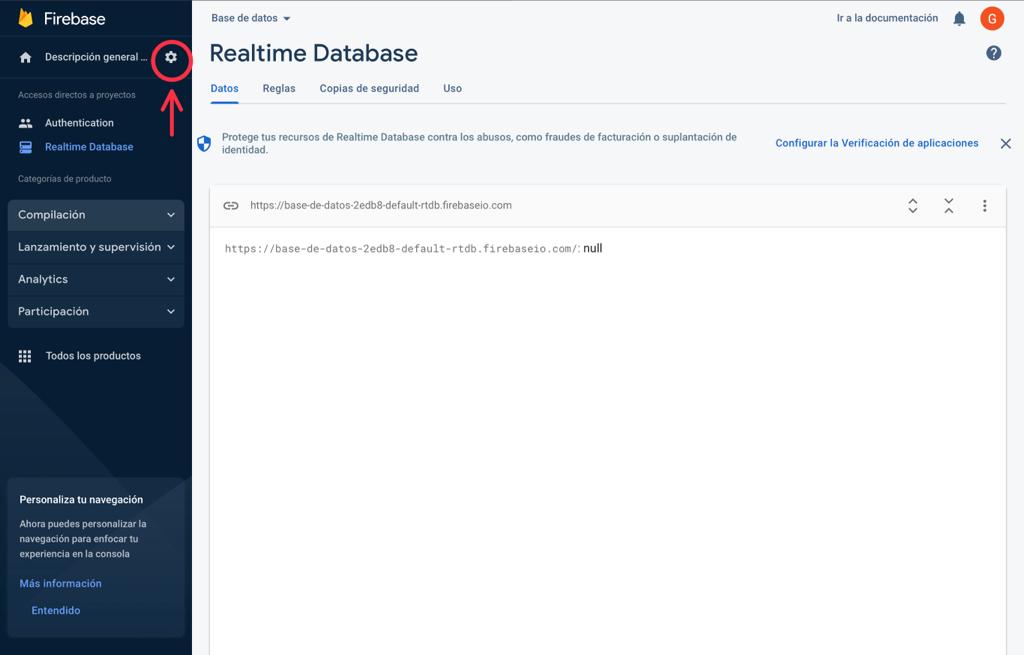 Firebase
Base de datos
Ir a la documentación
G
Descripción general ...
Realtime Database
?
Accesos directos a proyectos
Datos
Reglas
Copias de seguridad
Uso
Authentication
Realtime Database
Protege tus recursos de Realtime Database contra los abusos, como fraudes de facturación o suplantación de
identidad.
Configurar la Verificación de aplicaciones
Categorías de producto
https://base-de-datos-2edb8-default-rtdb.firebaseio.com
Compilación
Lanzamiento y supervisión
https://base-de-datos-2edb8-default-rtdb.firebaseio.com/: null
Analytics
Participación
Todos los productos
Personaliza tu navegación
Ahora puedes personalizar la
navegación para enfocar tu
experiencia en la consola
Más información
Entendido